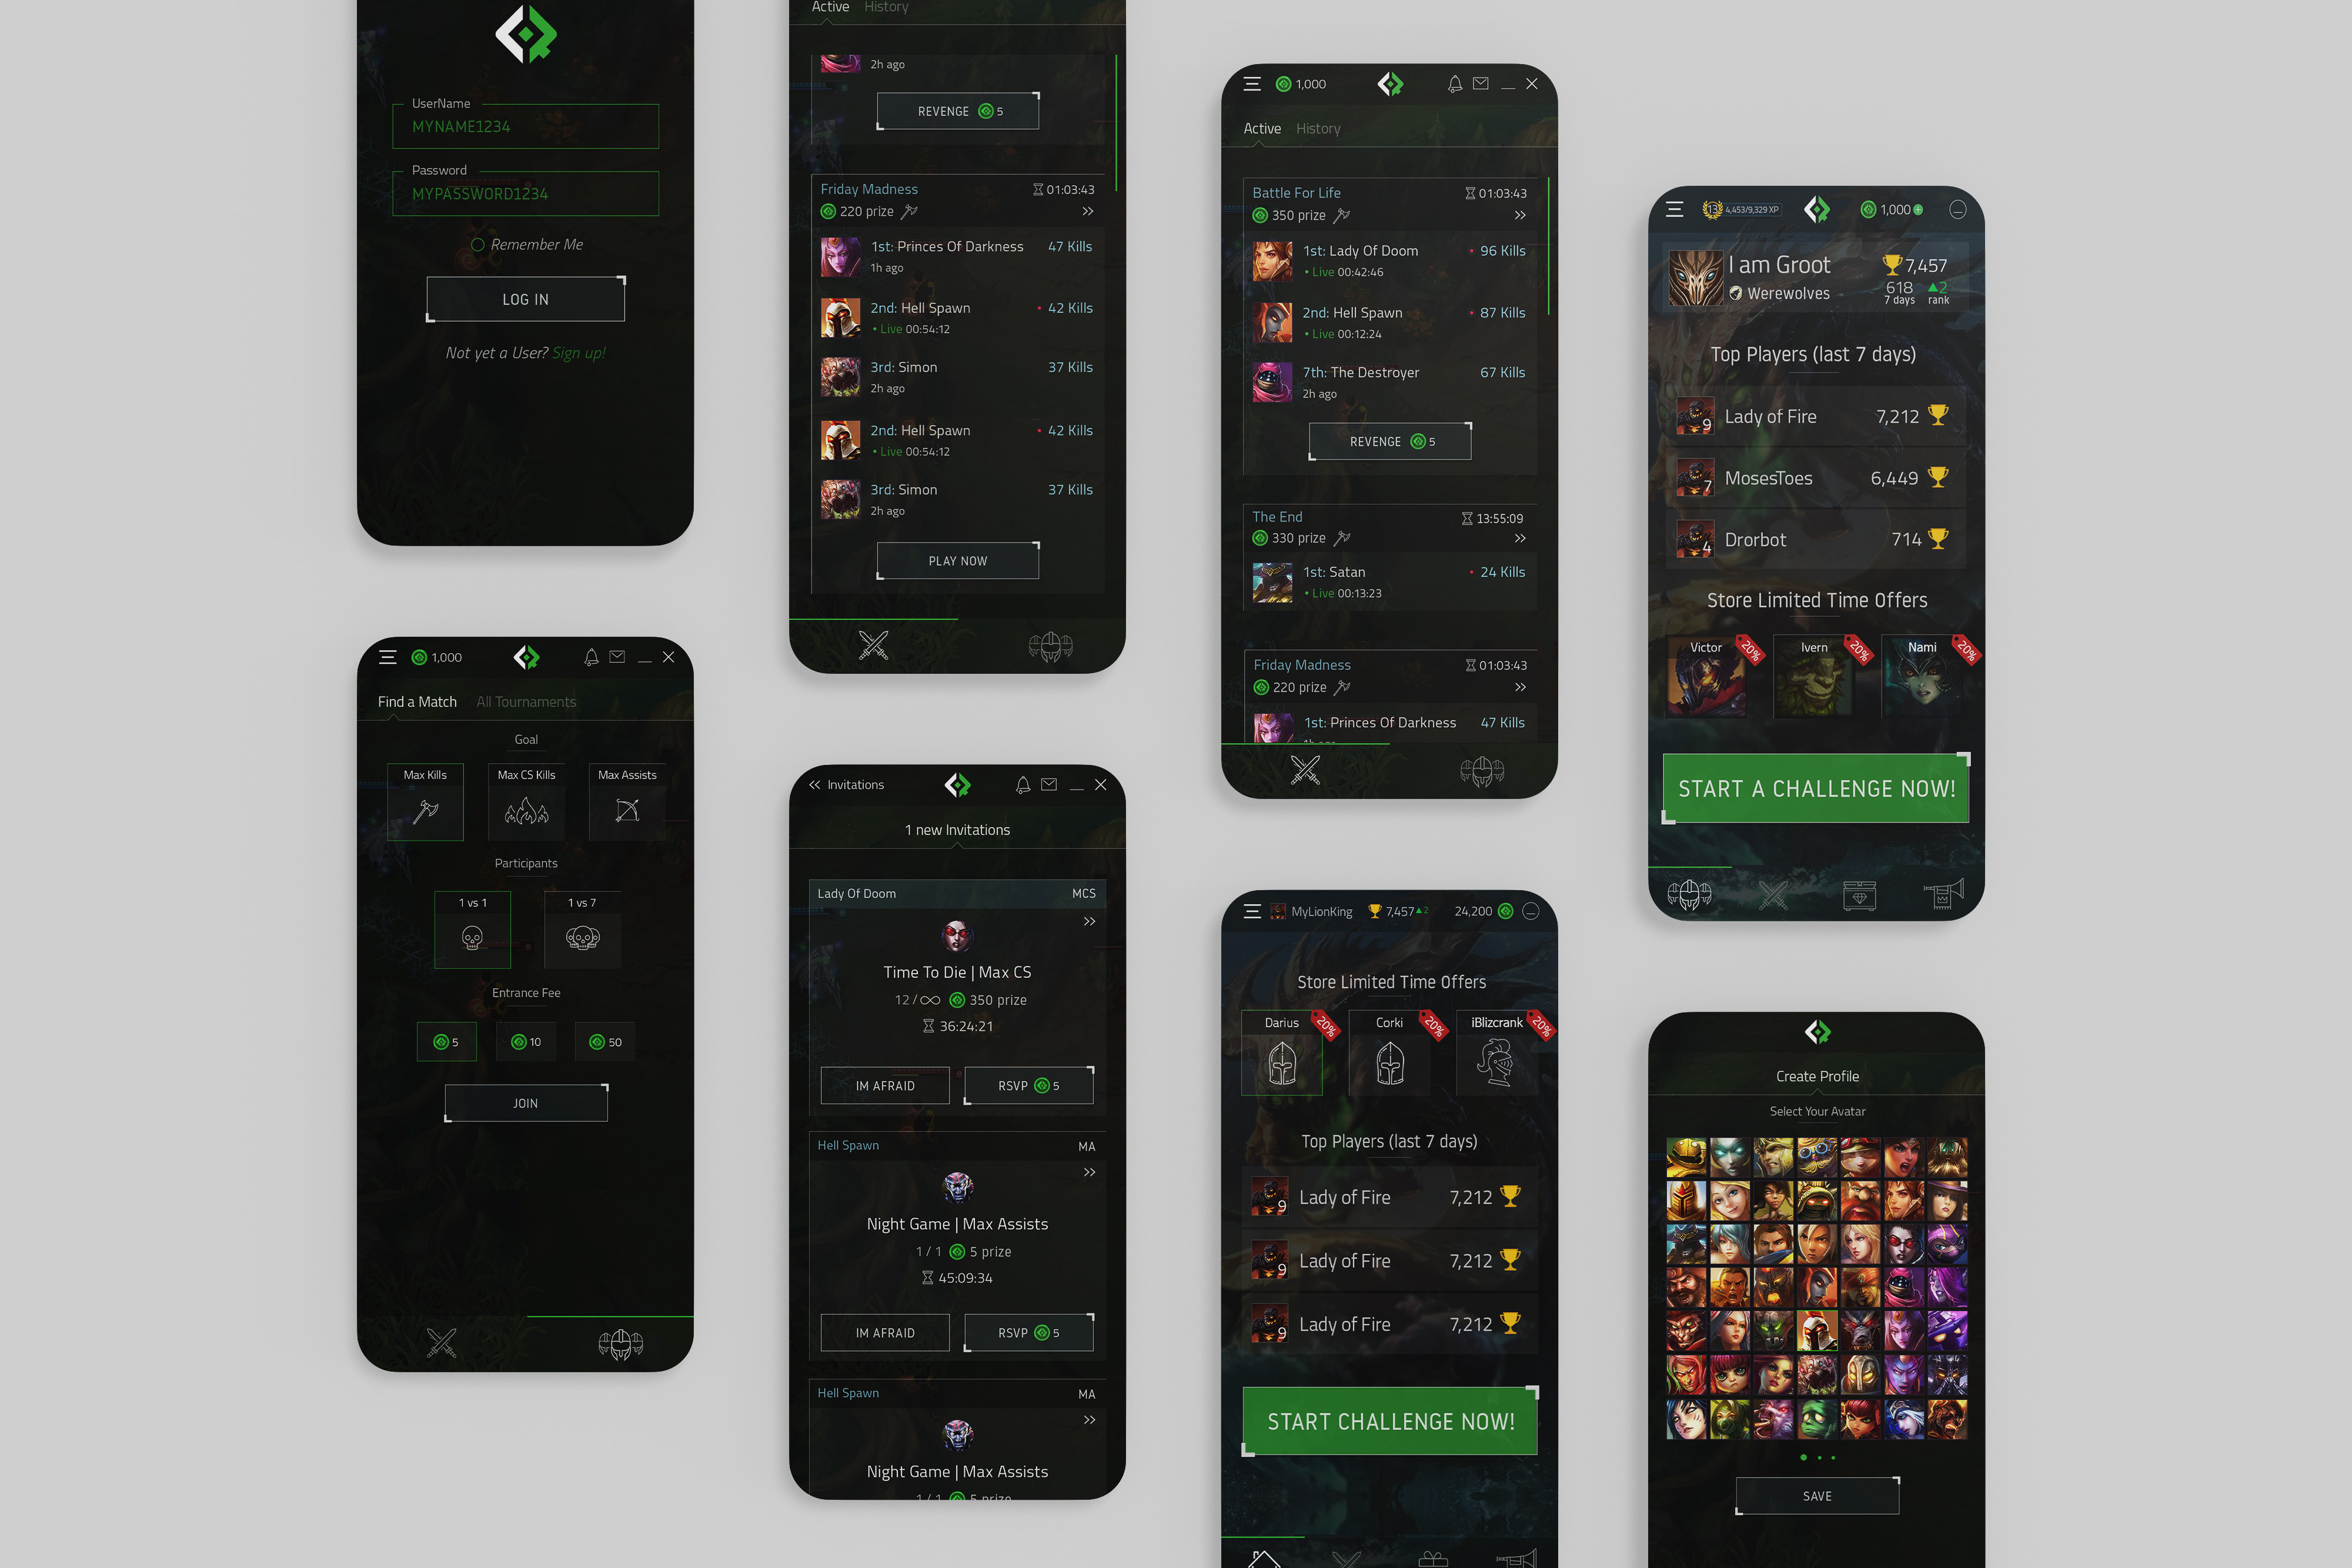 UserName
MYNAME1234
Password
MYPASSWORD1234
Remember Me
LOG IN
Not yet a User? Sign up!
1,000
Find a Match All Tournaments
Goal
Max Kills Max CS Kills Max Assists
Participants
1 vs 1 1 vs 7
Entrance Fee
5 10 50
JOIN
Active History
2h ago
REVENGE 5
Friday Madness 01:03:43
220 prize
1st: Princes Of Darkness 47 Kills
1h ago
2nd: Hell Spawn 42 Kills
• Live 00:54:12
3rd: Simon 37 Kills
2h ago
2nd: Hell Spawn 42 Kills
• Live 00:54:12
3rd: Simon 37 Kills
2h ago
PLAY NOW
Invitations
1 new Invitations
Lady Of Doom MCS
Time To Die | Max CS
12 / ∞ 350 prize
36:24:21
IM AFRAID RSVP 5
Hell Spawn MA
Night Game | Max Assists
1 / 1 5 prize
45:09:34
IM AFRAID RSVP 5
Hell Spawn MA
Night Game | Max Assists
1 / 1 5 prize
1,000
Active History
Battle For Life 01:03:43
350 prize
1st: Lady Of Doom 96 Kills
• Live 00:42:46
2nd: Hell Spawn 87 Kills
• Live 00:12:24
7th: The Destroyer 67 Kills
2h ago
REVENGE 5
The End 13:55:09
330 prize
1st: Satan 24 Kills
• Live 00:13:23
Friday Madness 01:03:43
220 prize
1st: Princes Of Darkness 47 Kills
1h ago
MyLionKing 7,457 2 24,200
Store Limited Time Offers
Darius 20% Corki 20% iBlizcrank 20%
Top Players (last 7 days)
9 Lady of Fire 7,212
9 Lady of Fire 7,212
9 Lady of Fire 7,212
START CHALLENGE NOW!
13 4,453/9,329 XP 1,000
I am Groot 7,457
Werewolves 618 2
7 days rank
Top Players (last 7 days)
9 Lady of Fire 7,212
7 MosesToes 6,449
4 Drorbot 714
Store Limited Time Offers
Victor 20% Ivern 20% Nami 20%
START A CHALLENGE NOW!
Create Profile
Select Your Avatar
SAVE